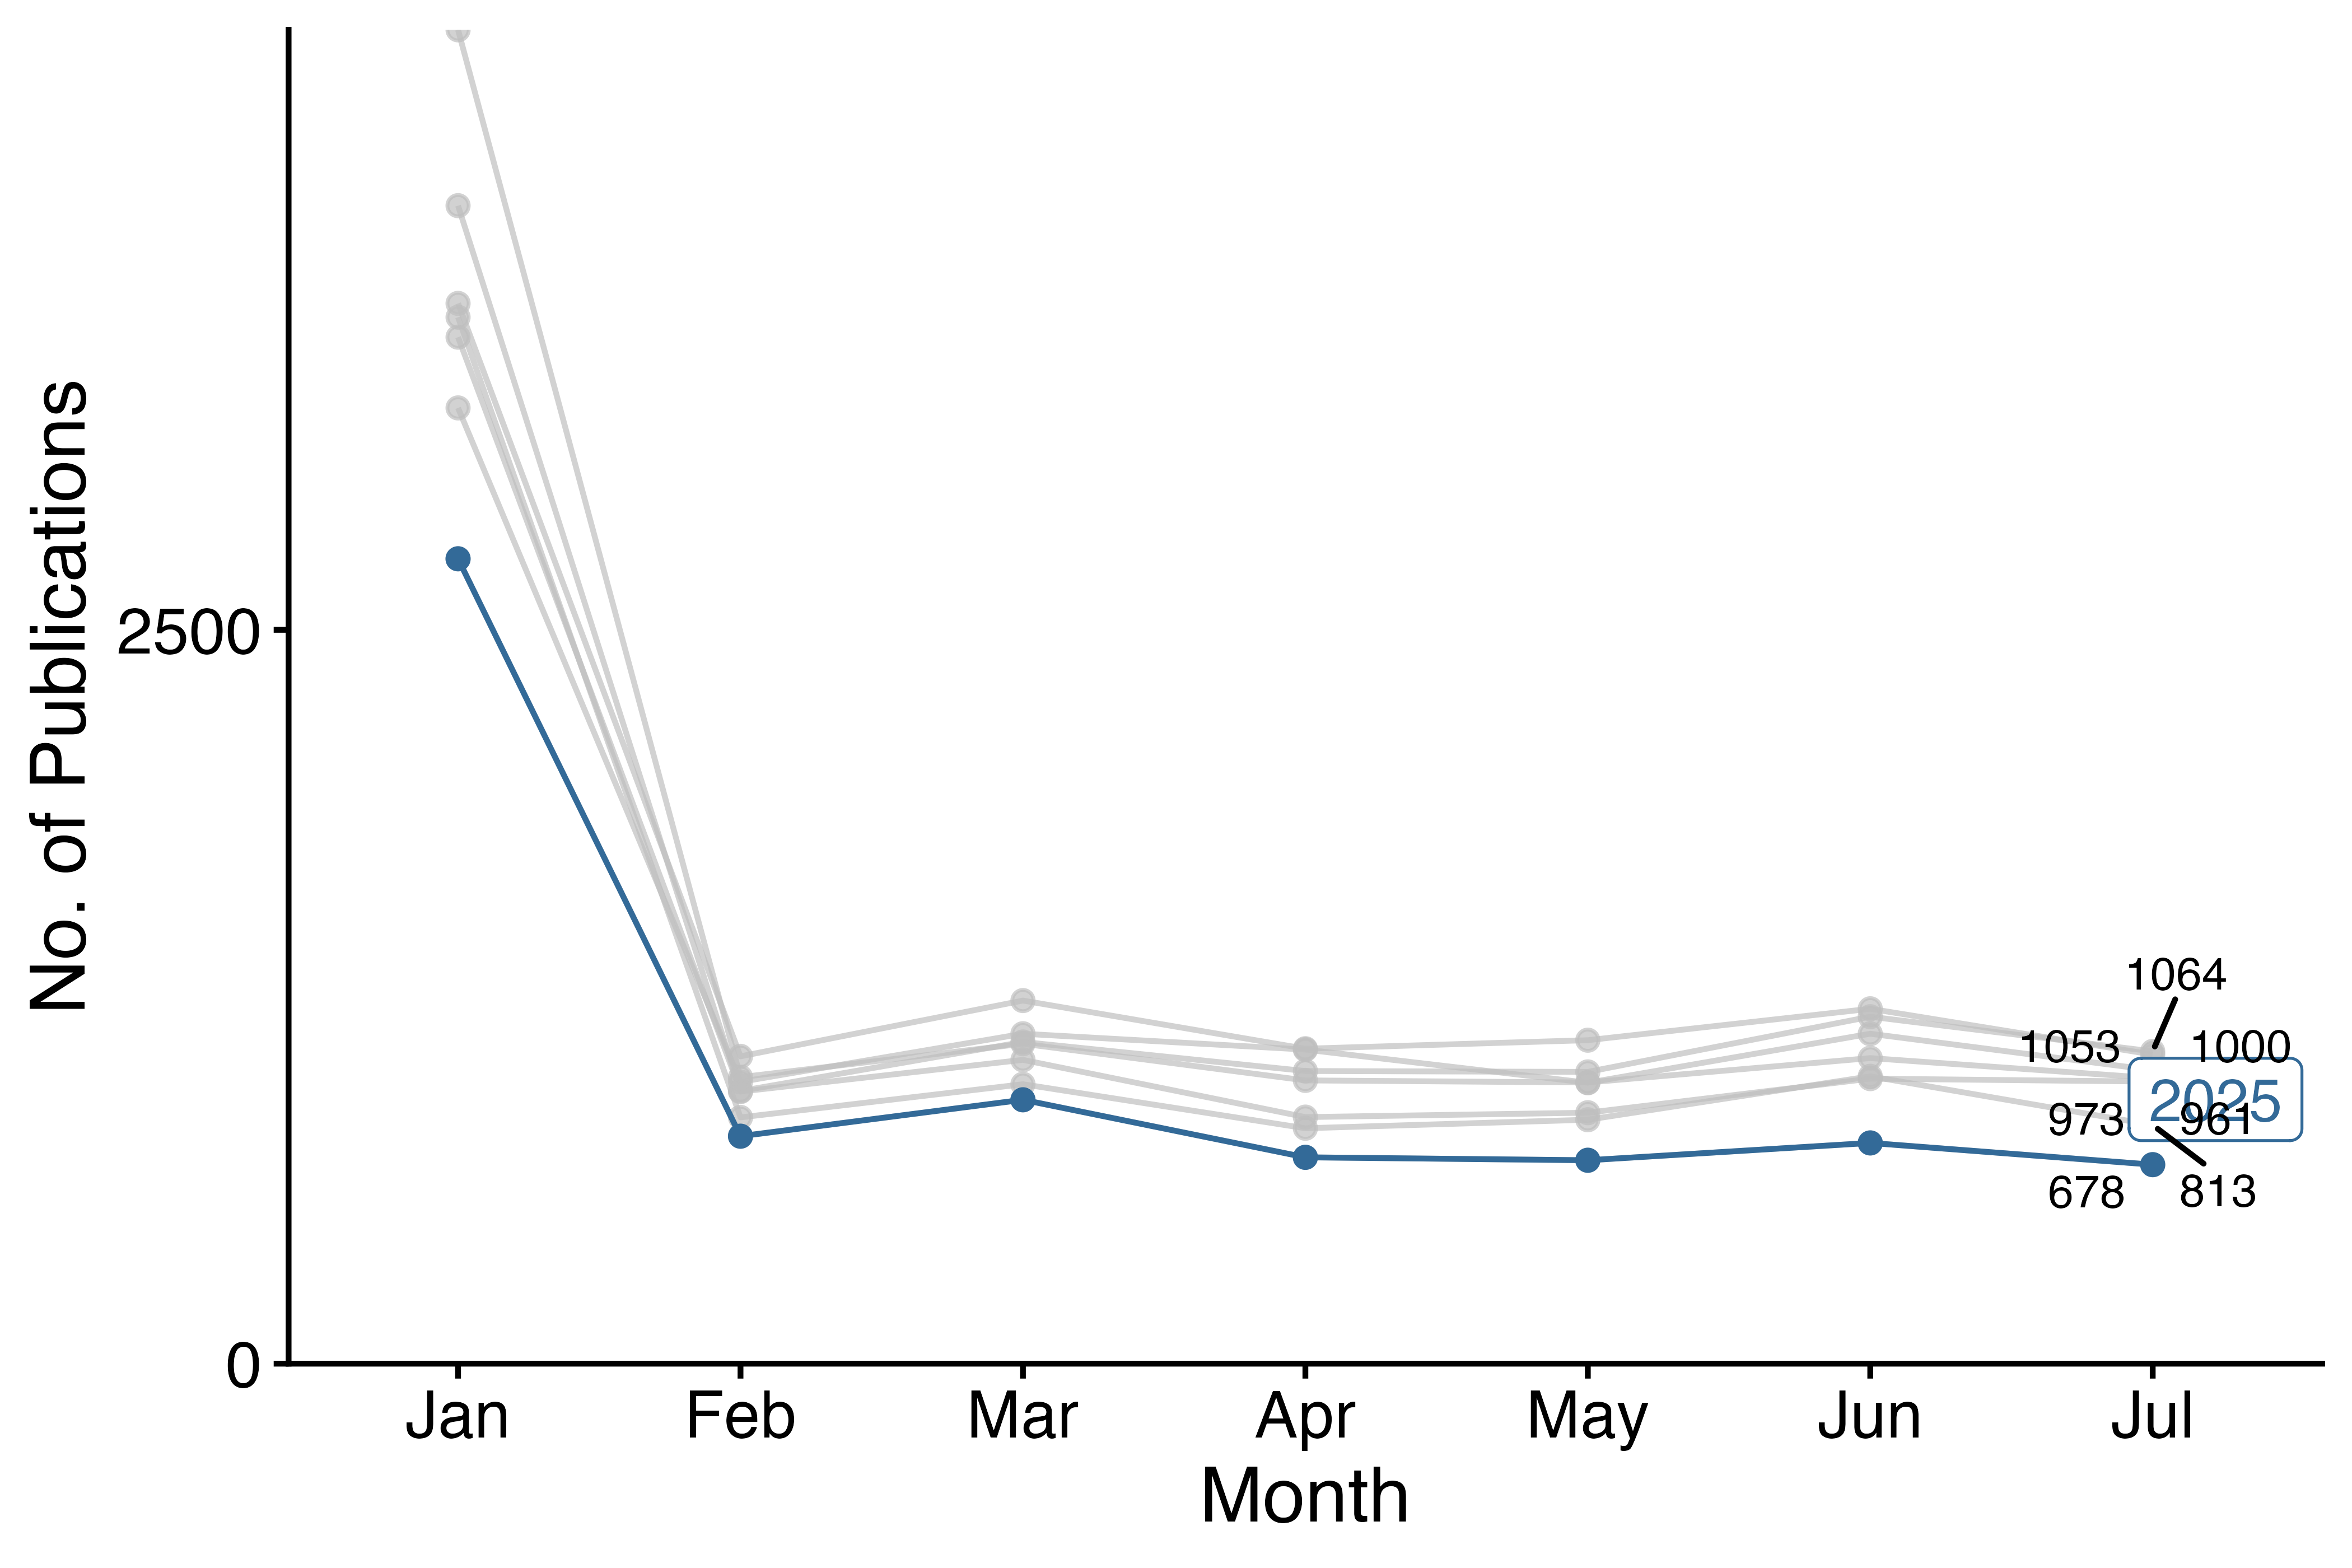 No. of Publications
2500
0
1064
1053
1000
2025
973
961
678
813
Jan
Feb
Mar
Apr
May
Jun
Jul
Month